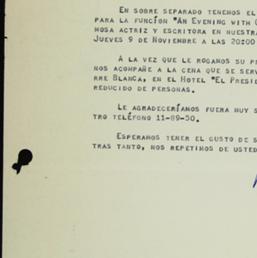 En sobre separado tenemos el
para la función "An Evening with
mosa actriz y escritora en nuestra
Jueves 9 de Noviembre a las 20:00
A la vez que le rogamos su
nos acompañe a la cena que se serv
rre Blanca, en el Hotel "El Presid
reducido de personas.
Le agradeceríamos fuera muy
tro teléfono 11-89-50.
Esperamos tener el gusto de s
tras tanto, nos repetimos de usted